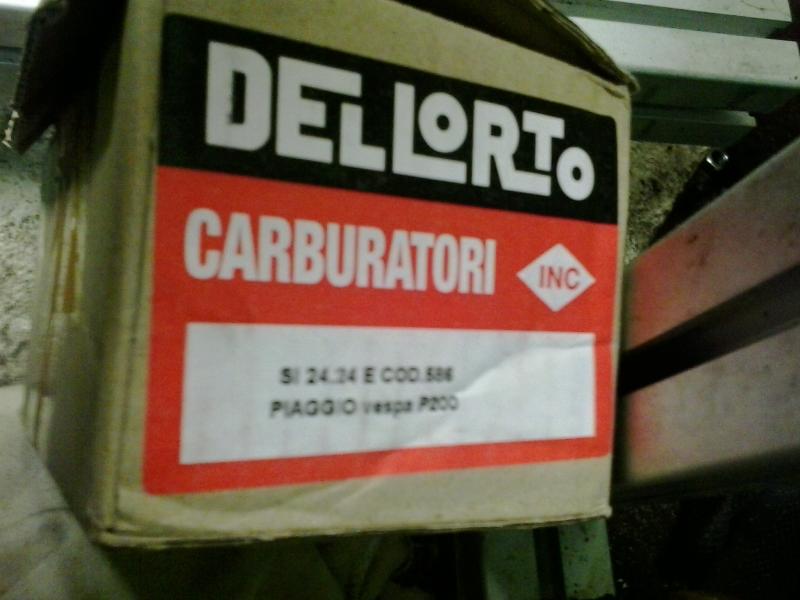 DELLORTO
CARBURATORI
INC
SI 24.24 E COD.586
PIAGGIO vespa P200